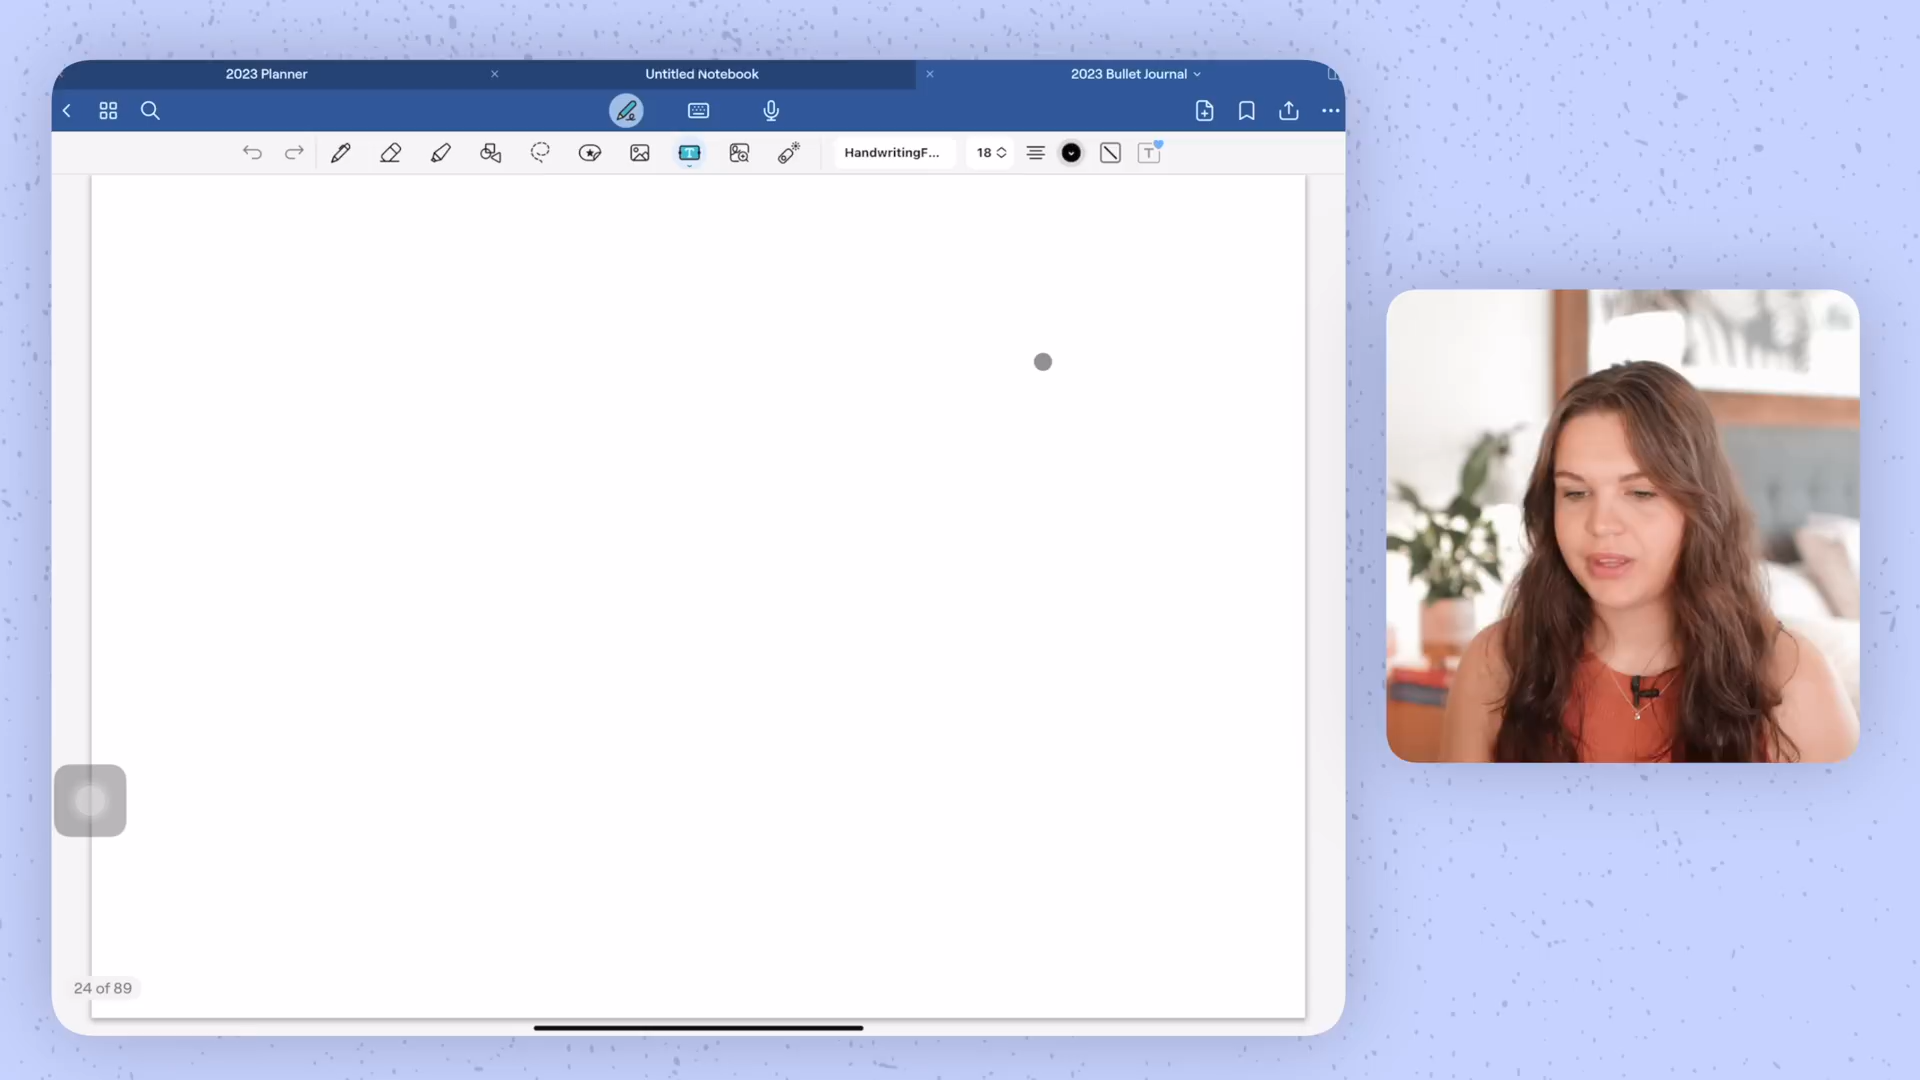 2023 Planner
Untitled Notebook
2023 Bullet Journal
HandwritingF...
18
24 of 89